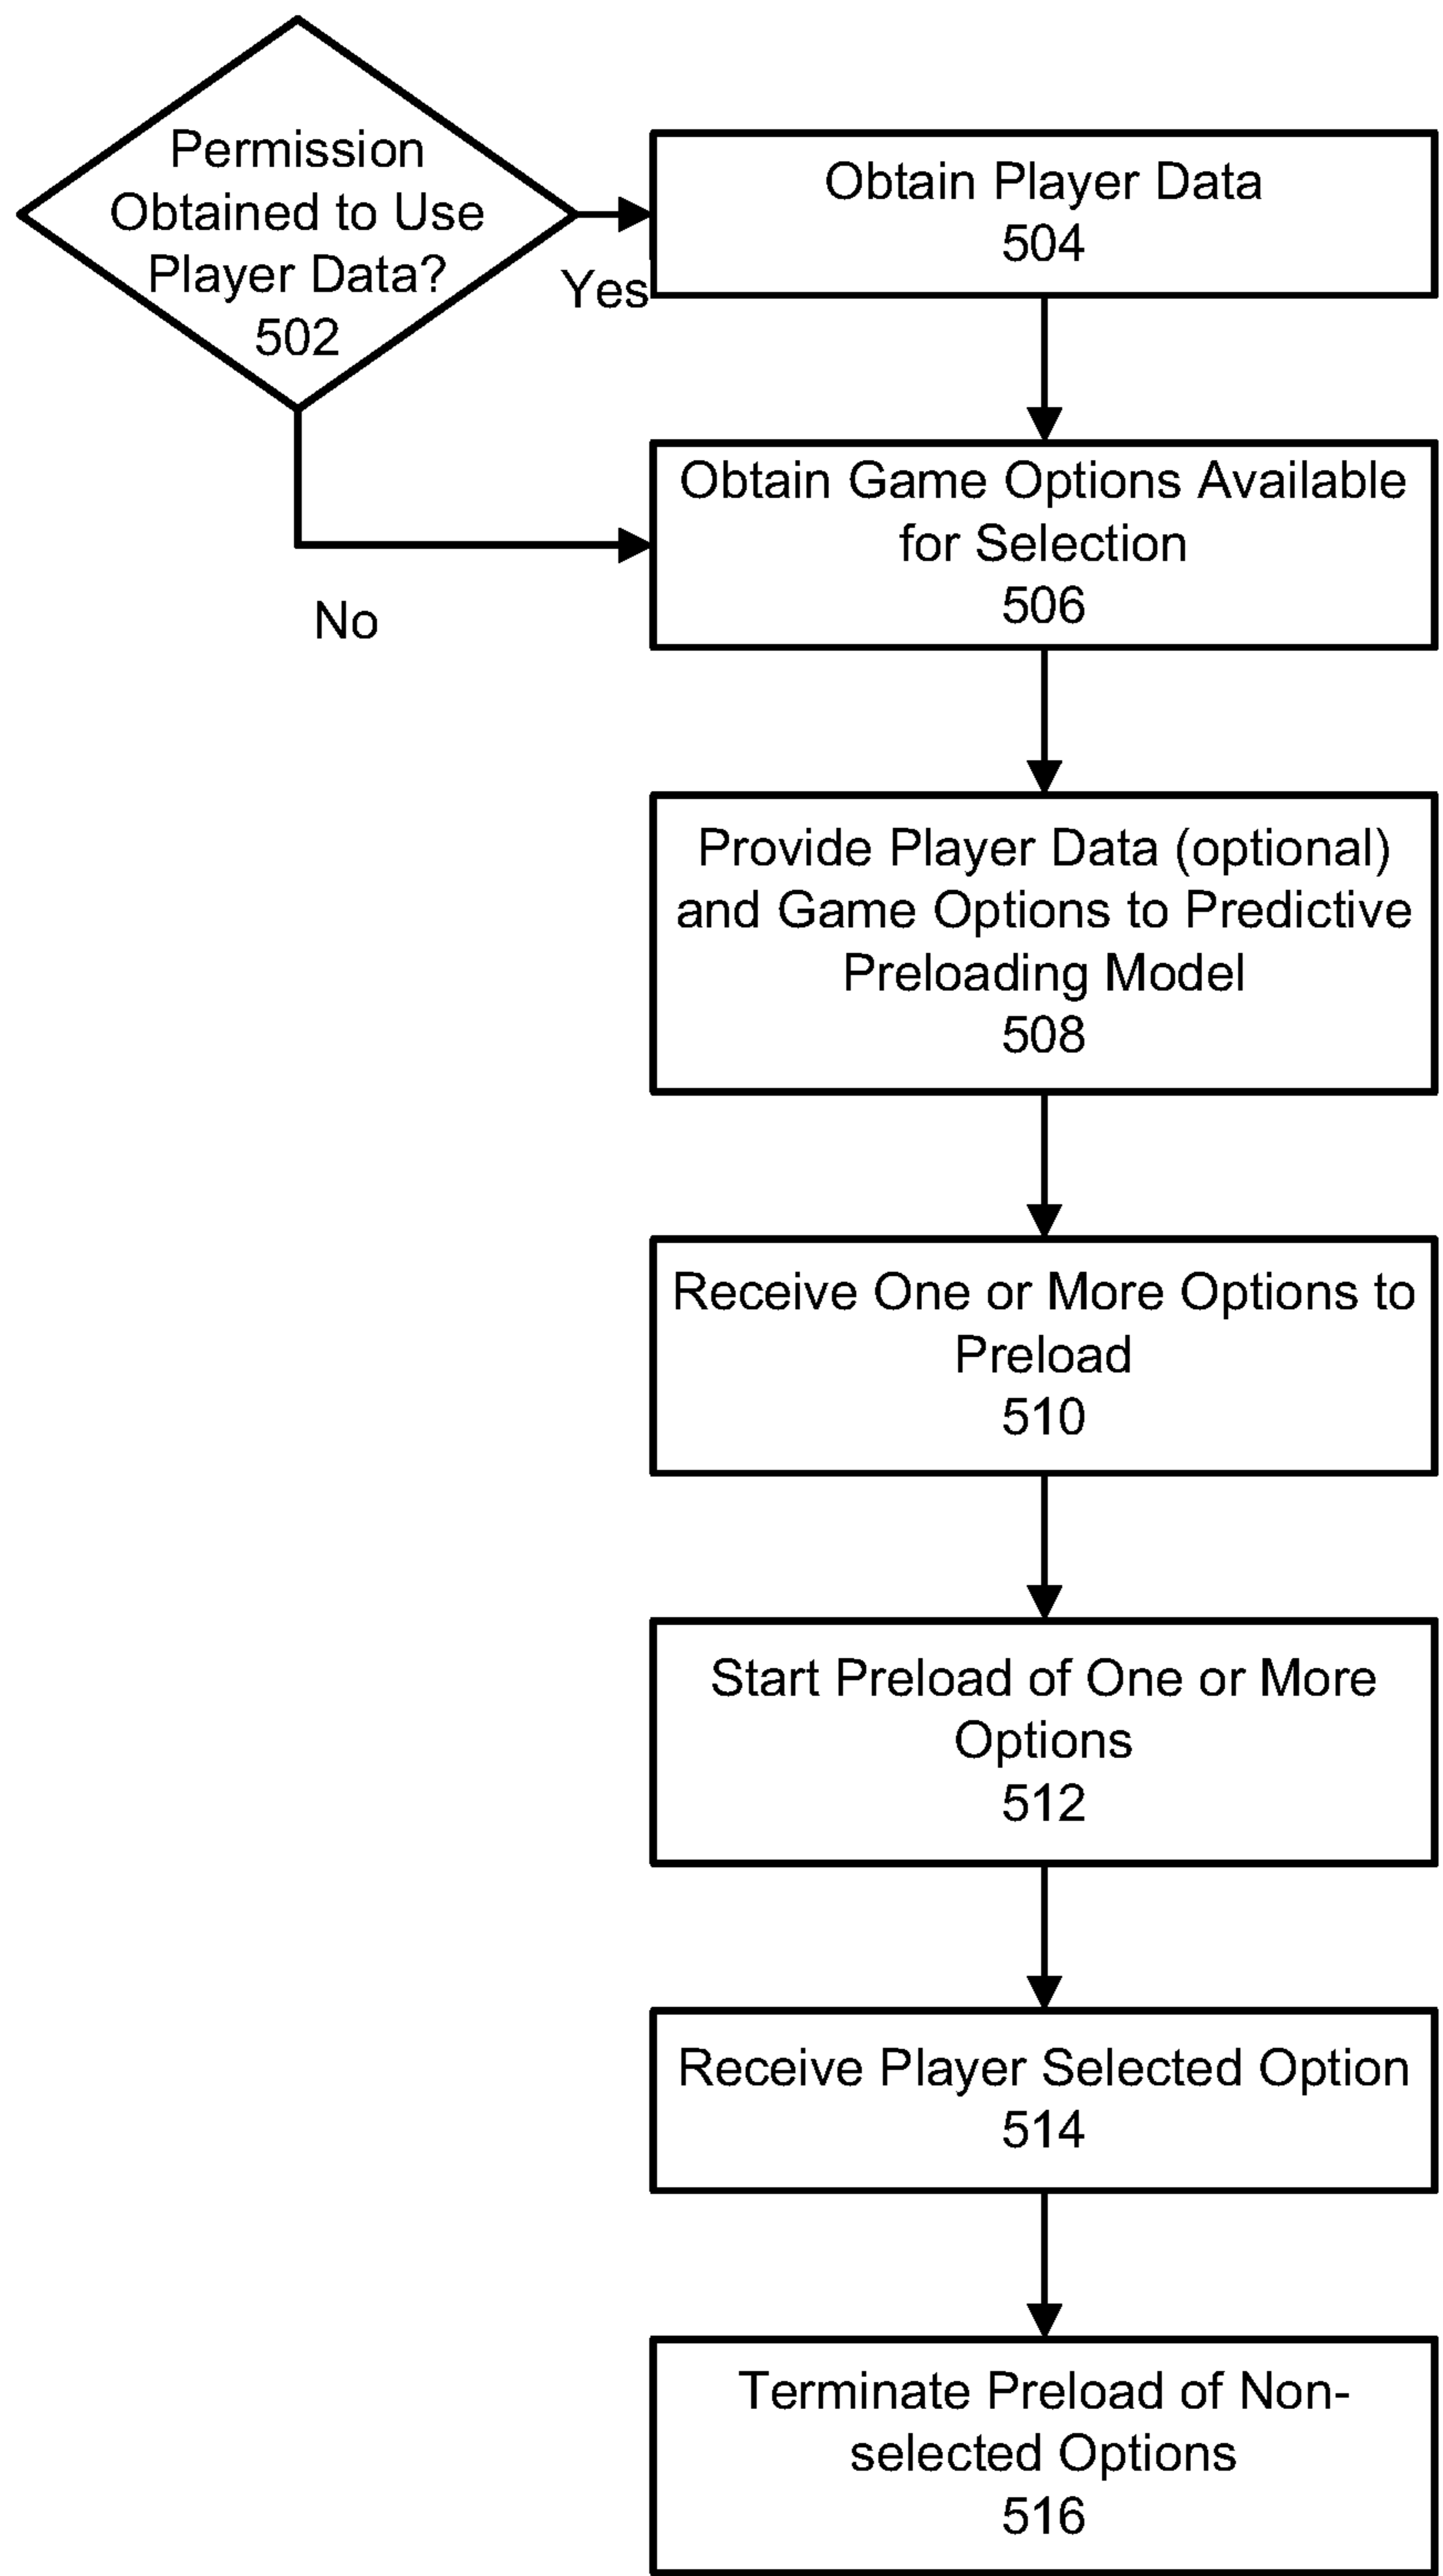 Permission
Obtained to Use
Player Data?
502
Yes
No
Obtain Player Data
504
Obtain Game Options Available
for Selection
506
Provide Player Data (optional)
and Game Options to Predictive
Preloading Model
508
Receive One or More Options to
Preload
510
Start Preload of One or More
Options
512
Receive Player Selected Option
514
Terminate Preload of Non-
selected Options
516